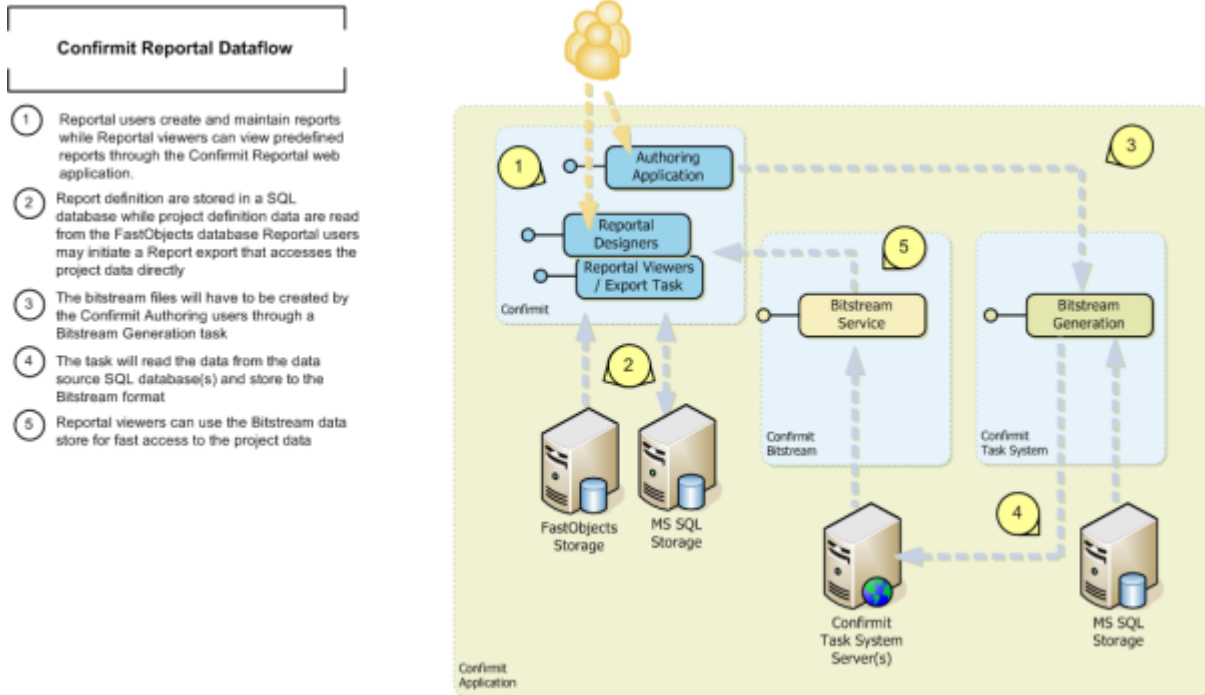 Confirmit Reportal Dataflow
1
Reportal users create and maintain reports
while Reportal viewers can view predefined
reports through the Confirmit Reportal web
application.
2
Report definition are stored in a SQL
database while project definition data are read
from the FastObjects database Reportal users
may initiate a Report export that accesses the
project data directly
3
The bitstream files will have to be created by
the Confirmit Authoring users through a
Bitstream Generation task
4
The task will read the data from the data
source SQL database(s) and store to the
Bitstream format
5
Reportal viewers can use the Bitstream data
store for fast access to the project data
1
Authoring
Application
3
Reportal
Designers
5
Reportal Viewers
/ Export Task
Confirmit
Bitstream
Service
Bitstream
Generation
2
Confirmit
Bitstream
Confirmit
Task System
4
FastObjects
Storage
MS SQL
Storage
Confirmit
Task System
Server(s)
MS SQL
Storage
Confirmit
Application